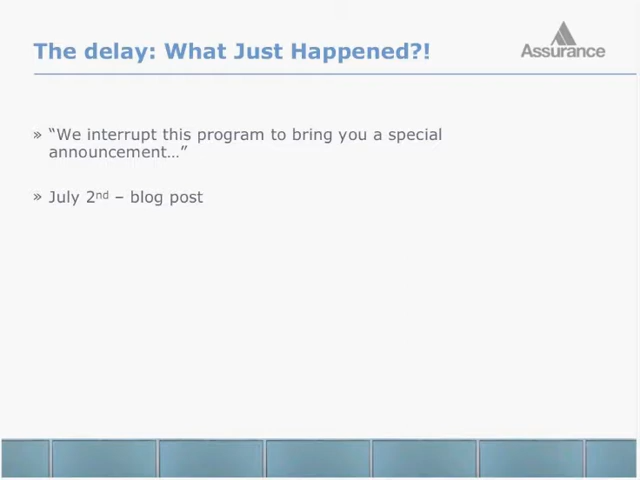 The delay: What Just Happened?!
Assurance
» “We interrupt this program to bring you a special
announcement…”
» July 2nd – blog post